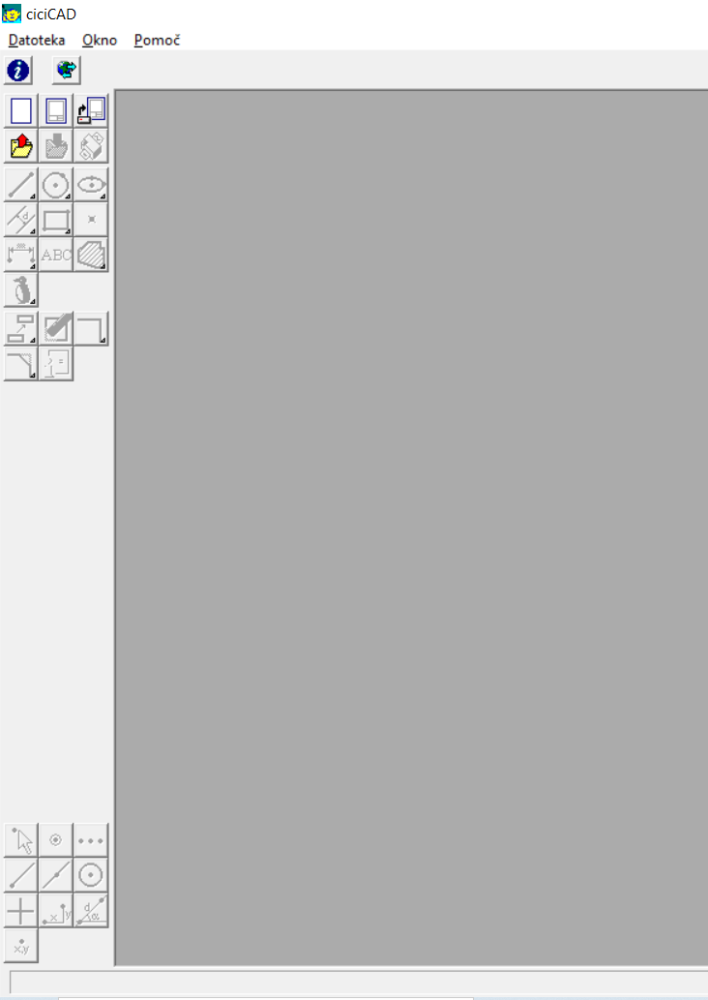 ciciCAD
Datoteka Okno Pomoč
d
ABC
x y d α
x,y